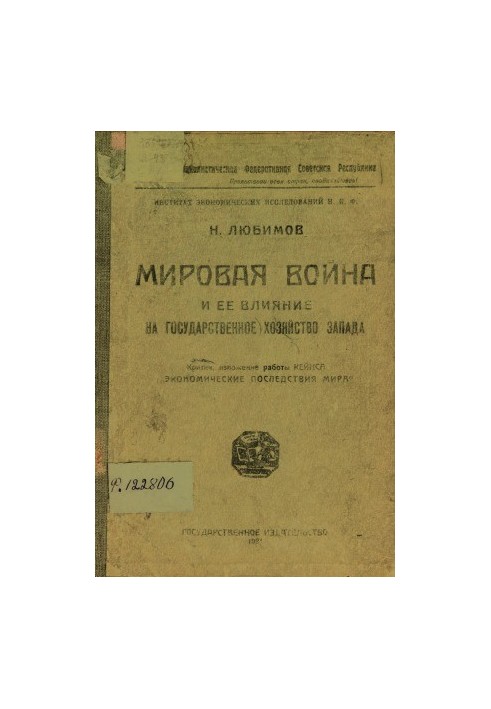 Федеративная Советская Республика
ИНСТИТУТ ЭКОНОМИЧЕСКИХ ИССЛЕДОВАНИЙ Н. К. Ф.
Н. ЛЮБИМОВ
МИРОВАЯ ВОЙНА
И ЕЕ ВЛИЯНИЕ
НА ГОСУДАРСТВЕННОЕ ХОЗЯЙСТВО ЗАПАДА
изложение работы КЕЙНСА
„ЭКОНОМИЧЕСКИЕ ПОСЛЕДСТВИЯ МИРА"
Ф. 122806
ГОСУДАРСТВЕННОЕ ИЗДАТЕЛЬСТВО
1921